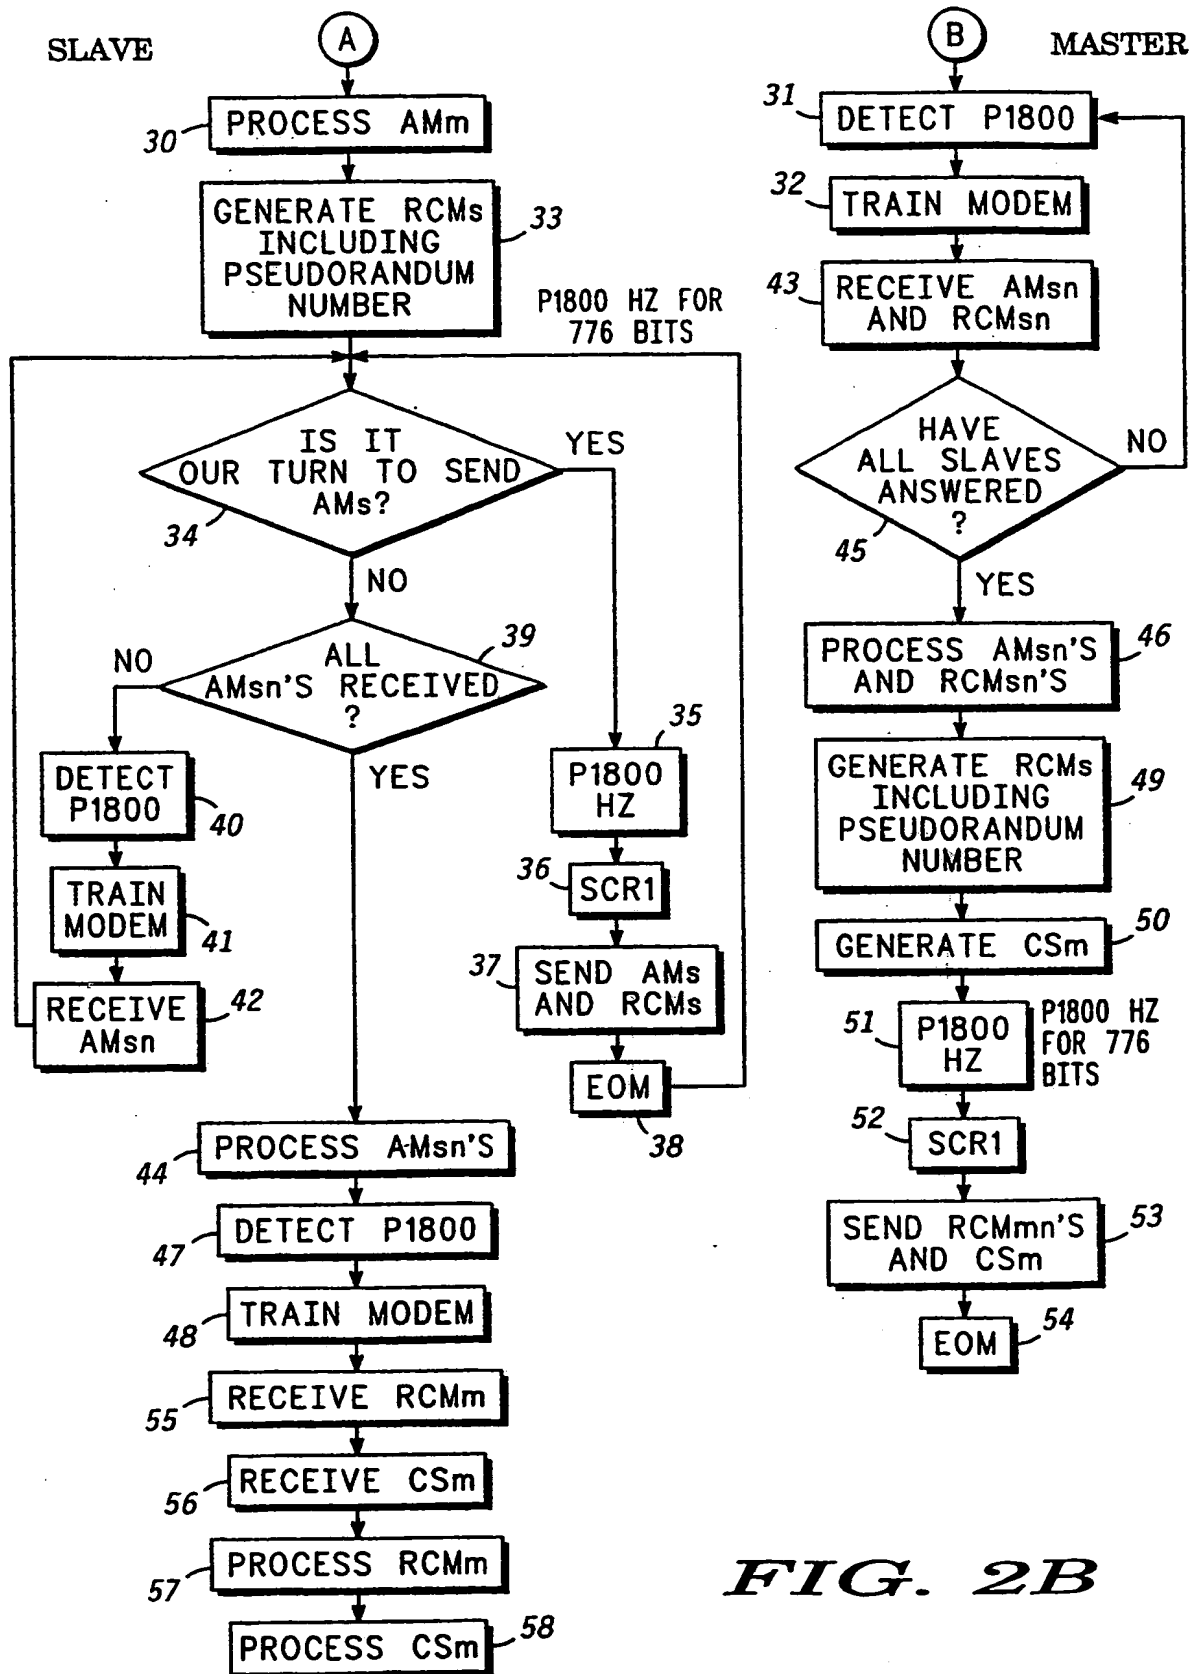 SLAVE
A
PROCESS AMm
30
GENERATE RCMs
INCLUDING
PSEUDORANDUM
NUMBER
33
P1800 HZ FOR
776 BITS
IS IT
OUR TURN TO SEND
AMs?
34
YES
NO
ALL
AMsn'S RECEIVED
?
39
NO
YES
DETECT
P1800
40
TRAIN
MODEM
41
RECEIVE
AMsn
42
35
P1800
HZ
36
SCR1
37
SEND AMs
AND RCMs
EOM
38
PROCESS AMsn'S
44
DETECT P1800
47
TRAIN MODEM
48
RECEIVE RCMm
55
RECEIVE CSm
56
PROCESS RCMm
57
PROCESS CSm
58
B
MASTER
31
DETECT P1800
32
TRAIN MODEM
43
RECEIVE AMsn
AND RCMsn
HAVE
ALL SLAVES
ANSWERED
?
45
NO
YES
PROCESS AMsn'S
AND RCMsn'S
46
GENERATE RCMs
INCLUDING
PSEUDORANDUM
NUMBER
49
GENERATE CSm
50
51
P1800
HZ
P1800 HZ
FOR 776
BITS
52
SCR1
SEND RCMmn'S
AND CSm
53
EOM
54
FIG. 2B